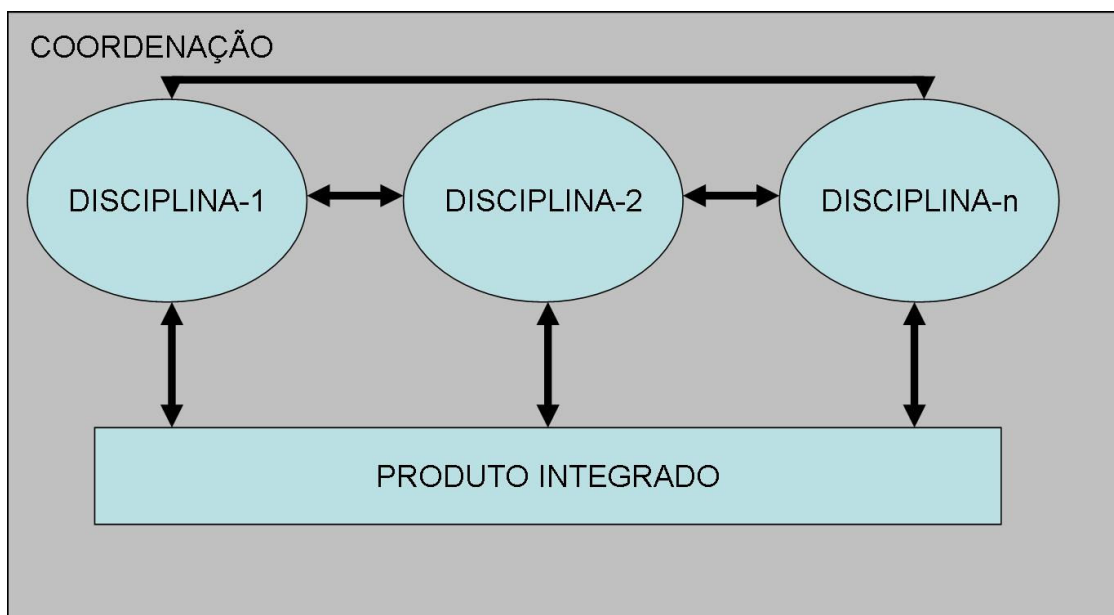 COORDENAÇÃO
DISCIPLINA-1
DISCIPLINA-2
DISCIPLINA-n
PRODUTO INTEGRADO